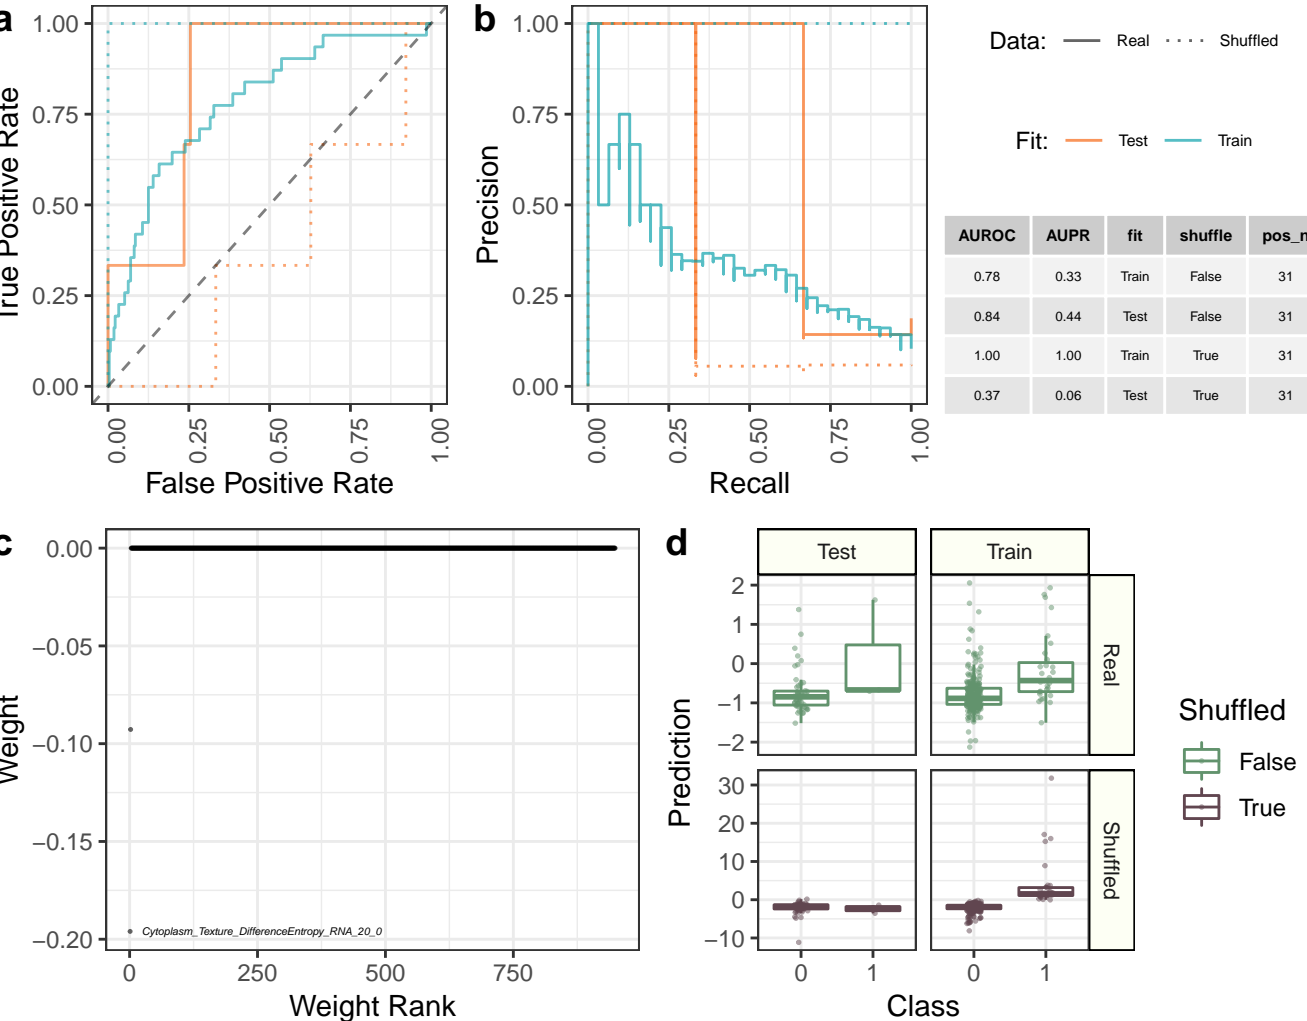 a
True Positive Rate
1.00
0.75
0.50
0.25
0.00
0.00
0.25
0.50
0.75
1.00
False Positive Rate
b
Precision
1.00
0.75
0.50
0.25
0.00
0.00
0.25
0.50
0.75
1.00
Recall
Data: Real Shuffled
Fit: Test Train
AUROC AUPR fit shuffle pos_n
0.78 0.33 Train False 31
0.84 0.44 Test False 31
1.00 1.00 Train True 31
0.37 0.06 Test True 31
c
Weight
0.00
−0.05
−0.10
−0.15
−0.20
Cytoplasm_Texture_DifferenceEntropy_RNA_20_0
0 250 500 750
Weight Rank
d
Test Train
Prediction
2
1
0
−1
−2
Real
30
20
10
0
−10
Shuffled
0 1 0 1
Class
Shuffled
False
True